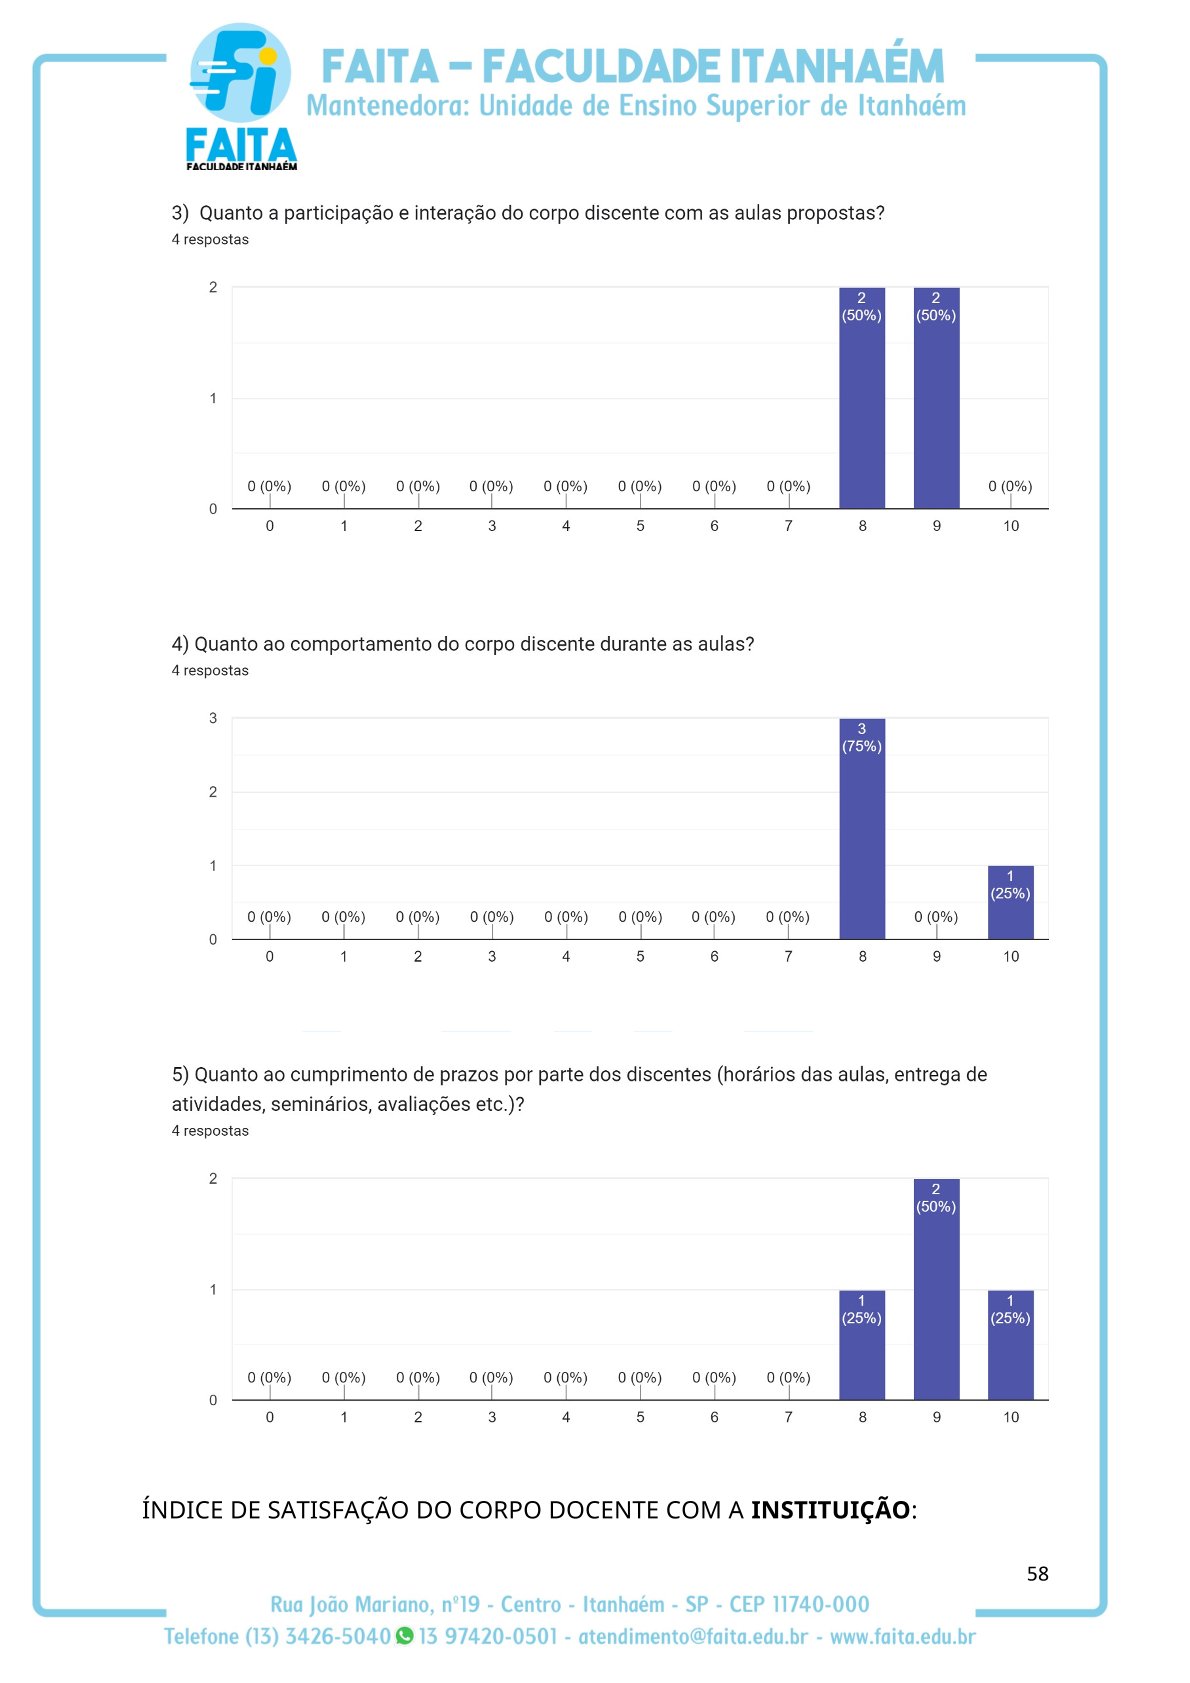 FAITA – FACULDADE ITANHAÉM
Mantenedora: Unidade de Ensino Superior de Itanhaém
FAITA
FACULDADE ITANHAÉM
3) Quanto a participação e interação do corpo discente com as aulas propostas?
4 respostas
2
2 (50%) 2 (50%)
1
0 (0%) 0 (0%) 0 (0%) 0 (0%) 0 (0%) 0 (0%) 0 (0%) 0 (0%) 0 (0%)
0
0 1 2 3 4 5 6 7 8 9 10
4) Quanto ao comportamento do corpo discente durante as aulas?
4 respostas
3
3 (75%)
2
1
1 (25%)
0 (0%) 0 (0%) 0 (0%) 0 (0%) 0 (0%) 0 (0%) 0 (0%) 0 (0%) 0 (0%)
0
0 1 2 3 4 5 6 7 8 9 10
5) Quanto ao cumprimento de prazos por parte dos discentes (horários das aulas, entrega de
atividades, seminários, avaliações etc.)?
4 respostas
2
2 (50%)
1
1 (25%) 1 (25%)
0 (0%) 0 (0%) 0 (0%) 0 (0%) 0 (0%) 0 (0%) 0 (0%) 0 (0%)
0
0 1 2 3 4 5 6 7 8 9 10
ÍNDICE DE SATISFAÇÃO DO CORPO DOCENTE COM A INSTITUIÇÃO:
58
Rua João Mariano, nº19 - Centro - Itanhaém - SP - CEP 11740-000
Telefone (13) 3426-5040 13 97420-0501 - atendimento@faita.edu.br - www.faita.edu.br